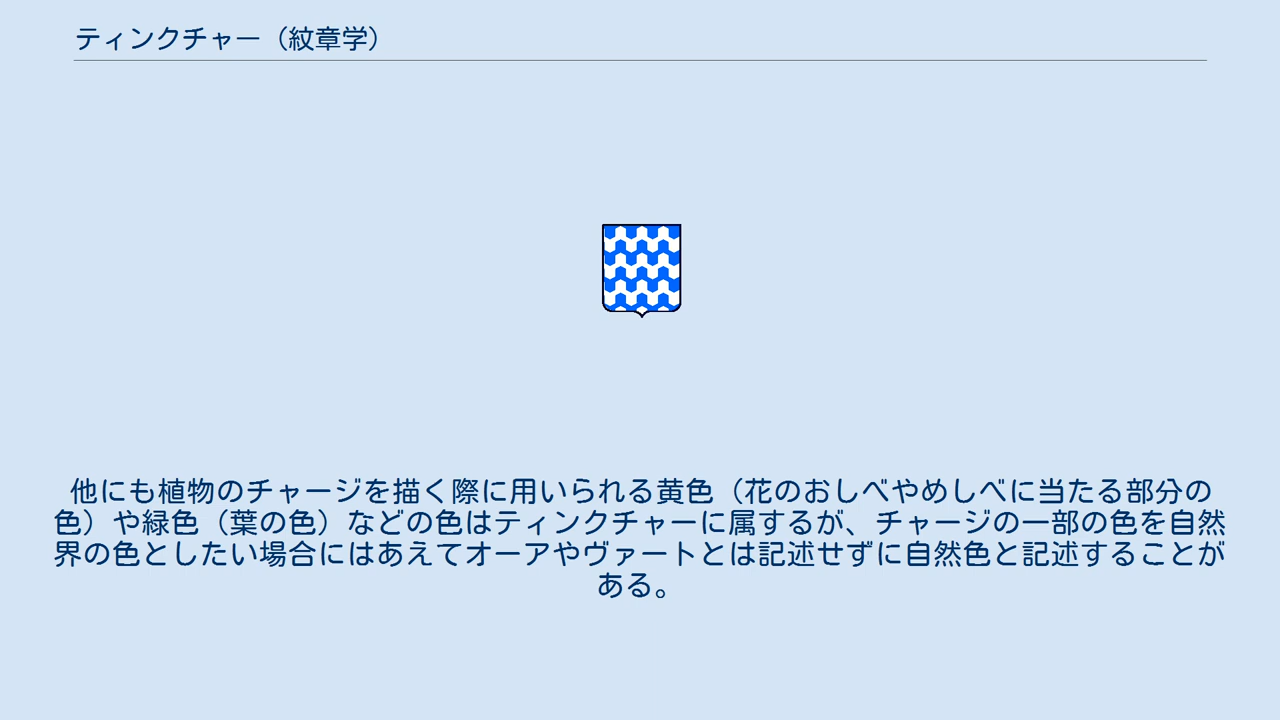 ティンクチャー（紋章学）
他にも植物のチャージを描く際に用いられる黄色（花のおしべやめしべに当たる部分の
色）や緑色（葉の色）などの色はティンクチャーに属するが、チャージの一部の色を自然
界の色としたい場合にはあえてオーアやヴァートとは記述せずに自然色と記述することが
ある。